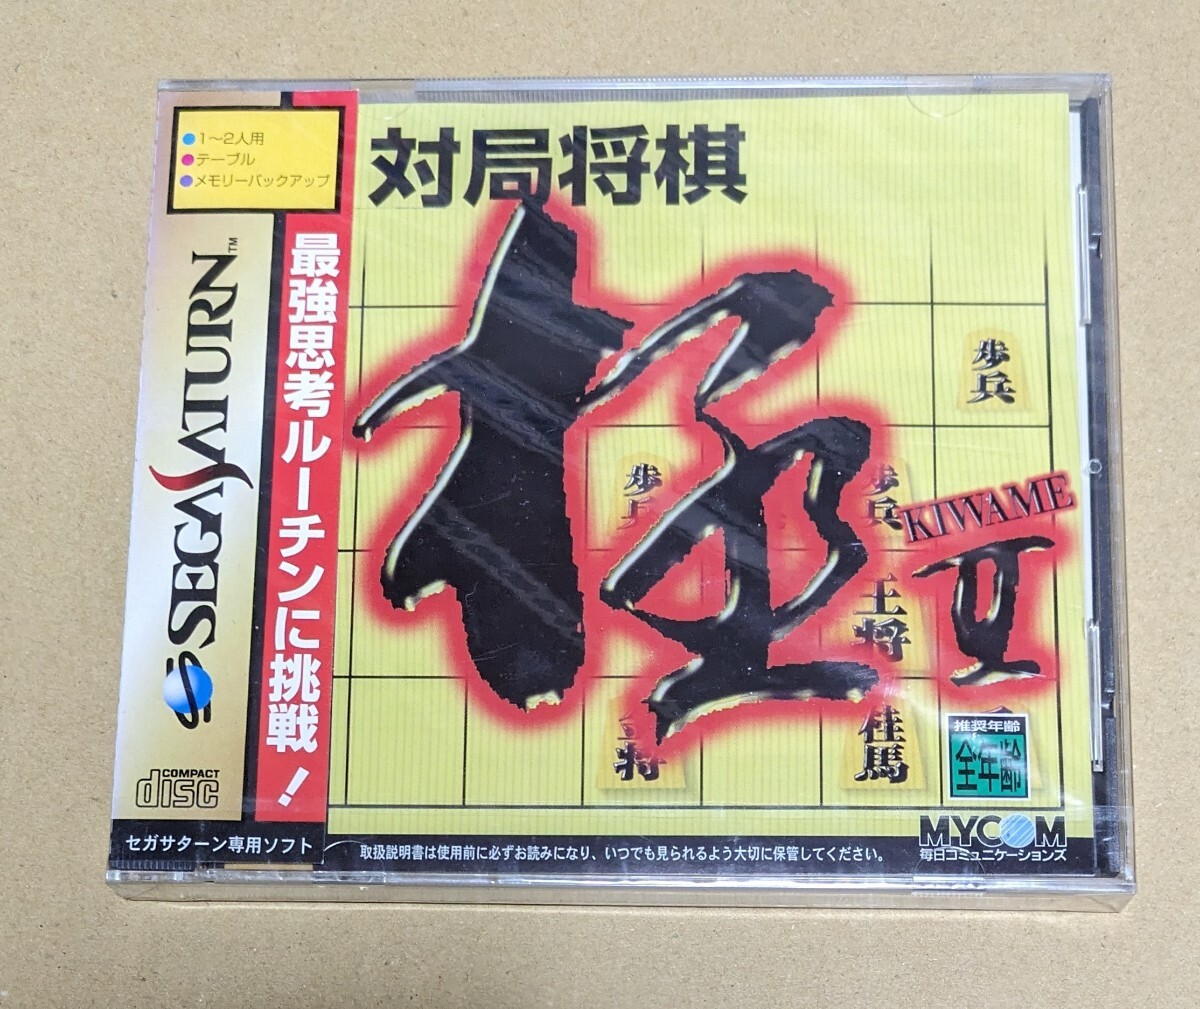 ●1～2人用
●テーブル
●メモリーバックアップ
SEGA SATURN™
COMPACT
disc
セガサターン専用ソフト
最強思考ルーチンに挑戦！
対局将棋
極
KIWAME
II
歩兵
歩兵
歩兵
王将
桂馬
推奨年齢
全年齢
MYCOM
毎日コミュニケーションズ
取扱説明書は使用前に必ずお読みになり、いつでも見られるよう大切に保管してください。